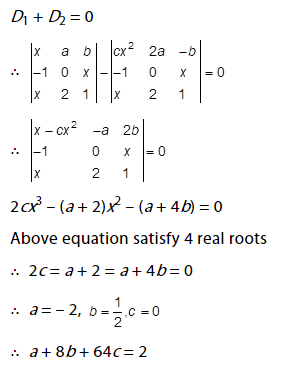 D₁ + D₂ = 0
∴ |x a b; −1 0 x; x 2 1| − |cx² 2a −b; −1 0 x; x 2 1| = 0
∴ |x − cx² −a 2b; −1 0 x; x 2 1| = 0
2cx³ − (a + 2)x² − (a + 4b) = 0
Above equation satisfy 4 real roots
∴ 2c = a + 2 = a + 4b = 0
∴ a = − 2, b = 1/2, c = 0
∴ a + 8b + 64c = 2